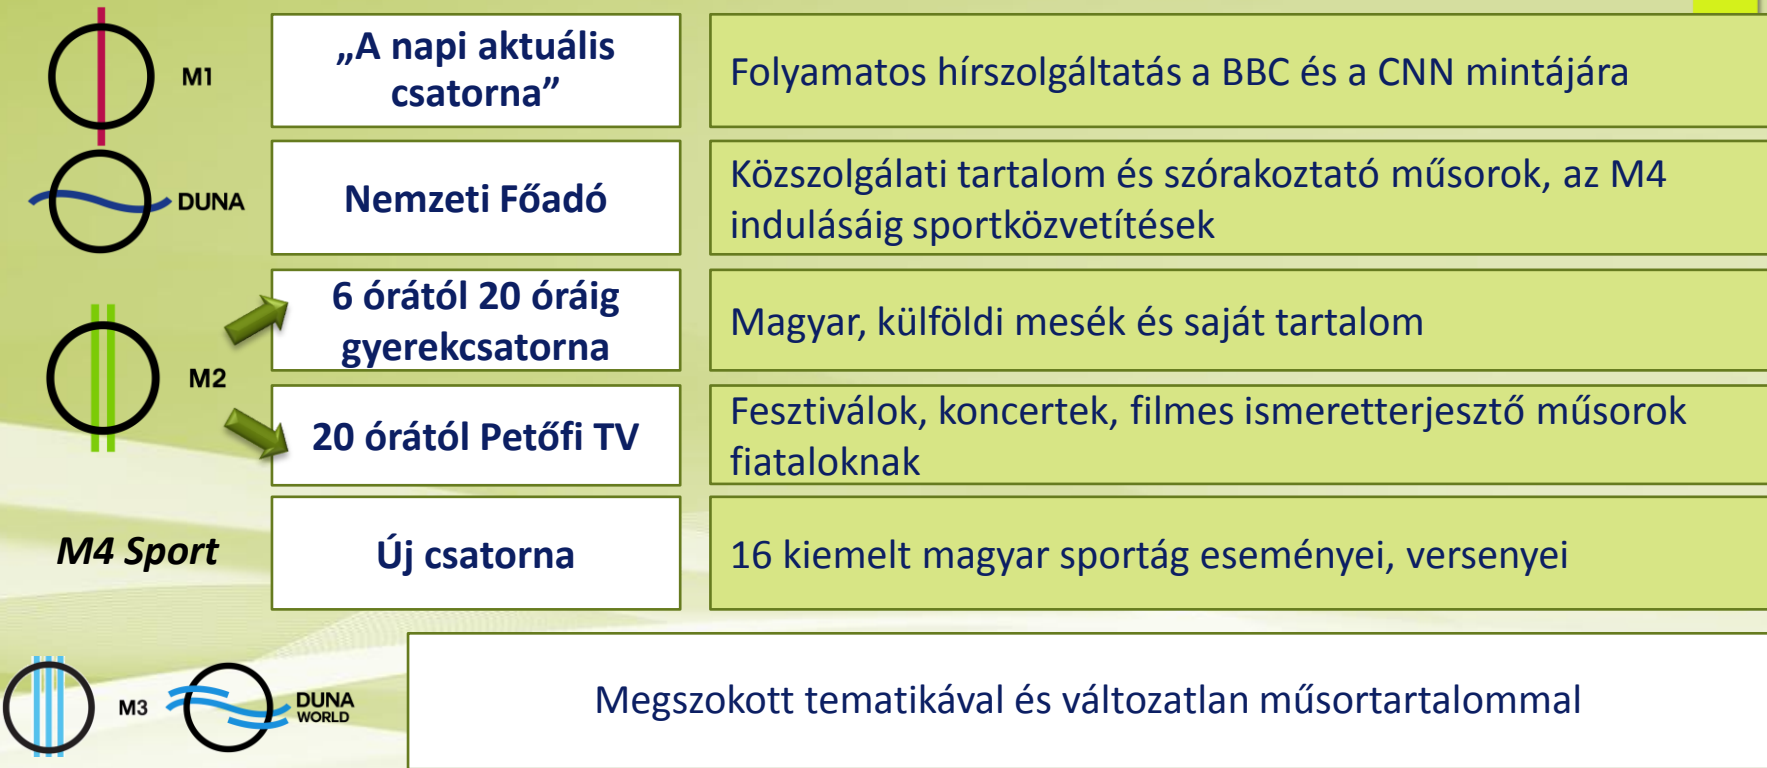 M1
„A napi aktuális
csatorna”
Folyamatos hírszolgáltatás a BBC és a CNN mintájára
DUNA
Nemzeti Főadó
Közszolgálati tartalom és szórakoztató műsorok, az M4
indulásáig sportközvetítések
M2
6 órától 20 óráig
gyerekcsatorna
Magyar, külföldi mesék és saját tartalom
20 órától Petőfi TV
Fesztiválok, koncertek, filmes ismeretterjesztő műsorok
fiataloknak
M4 Sport
Új csatorna
16 kiemelt magyar sportág eseményei, versenyei
M3
DUNA
WORLD
Megszokott tematikával és változatlan műsortartalommal